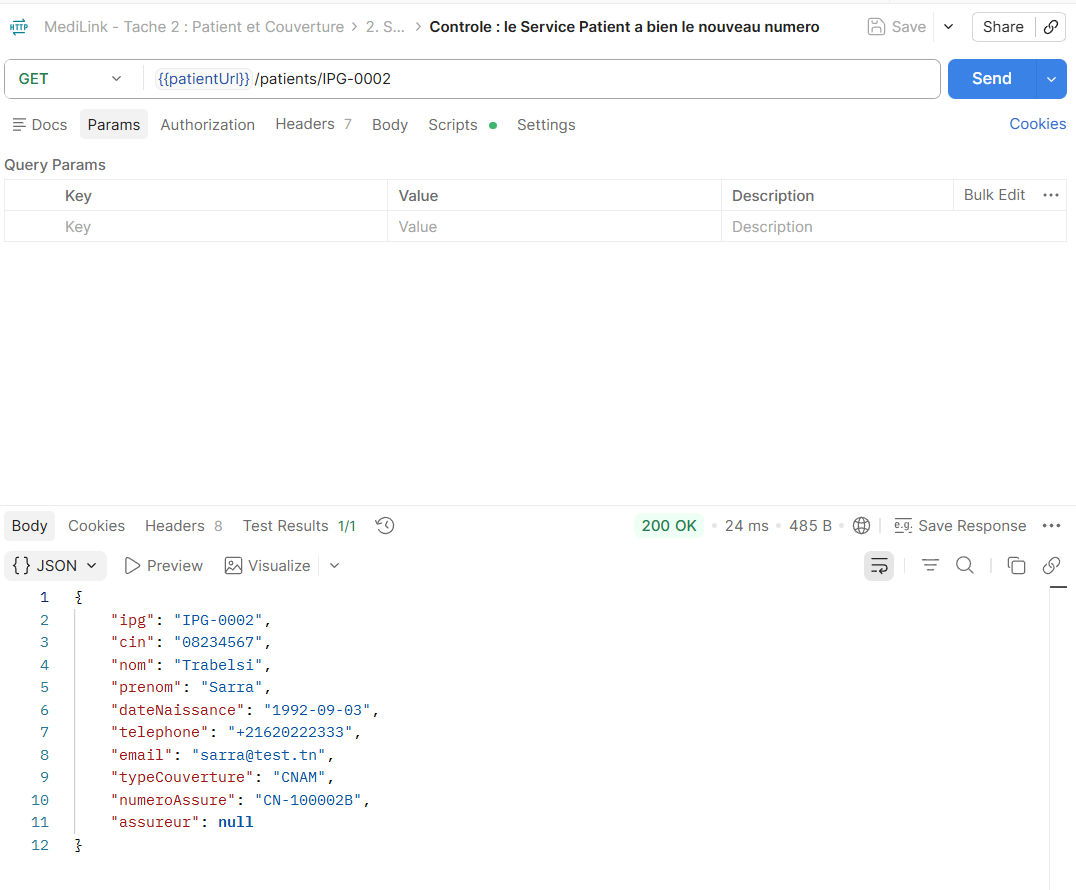 HTTP MediLink - Tache 2 : Patient et Couverture > 2. S... > Controle : le Service Patient a bien le nouveau numero Save Share
GET {{patientUrl}} /patients/IPG-0002 Send
Docs Params Authorization Headers 7 Body Scripts Settings Cookies
Query Params
Key Value Description Bulk Edit ...
Key Value Description
Body Cookies Headers 8 Test Results 1/1 200 OK 24 ms 485 B e.g. Save Response ...
{} JSON Preview Visualize
1 {
2 "ipg": "IPG-0002",
3 "cin": "08234567",
4 "nom": "Trabelsi",
5 "prenom": "Sarra",
6 "dateNaissance": "1992-09-03",
7 "telephone": "+21620222333",
8 "email": "sarra@test.tn",
9 "typeCouverture": "CNAM",
10 "numeroAssure": "CN-100002B",
11 "assureur": null
12 }